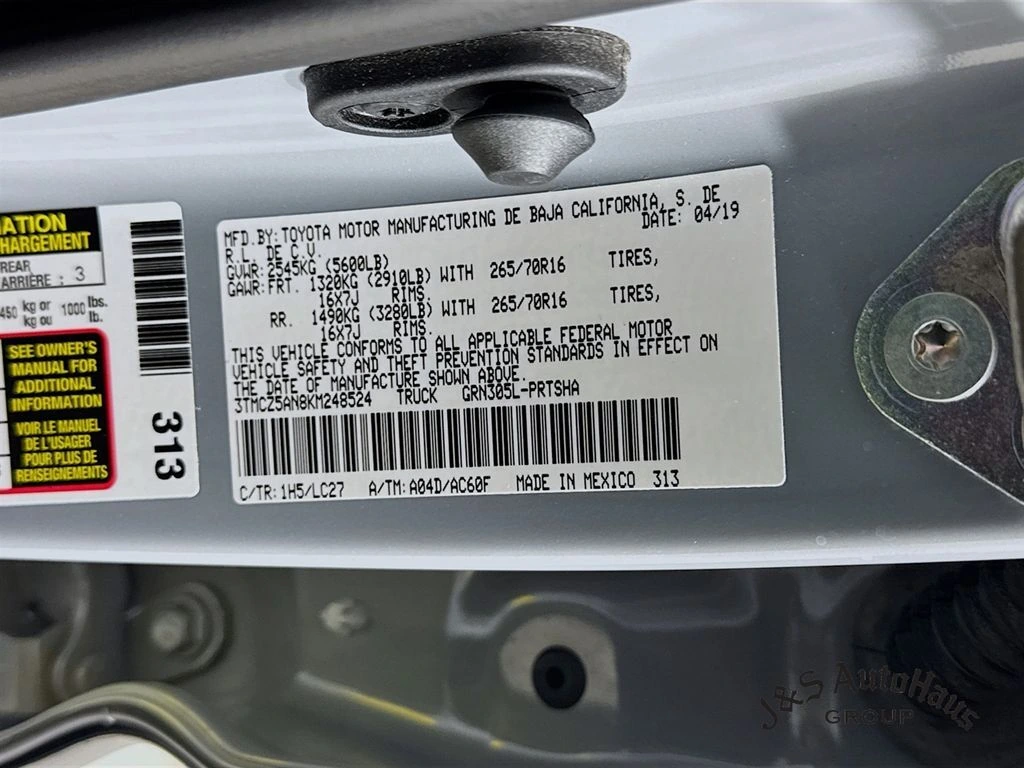 ATION
HARGEMENT
REAR
ARRIÈRE : 3
450 kg or 1000 lbs.
kg ou lb.
SEE OWNER'S
MANUAL FOR
ADDITIONAL
INFORMATION
VOIR LE MANUEL
DE L'USAGER
POUR PLUS DE
RENSEIGNEMENTS
313
MFD.BY:TOYOTA MOTOR MANUFACTURING DE BAJA CALIFORNIA, S. DE
R.L. DE C.V. DATE: 04/19
GVWR:2545KG (5600LB)
GAWR:FRT. 1320KG (2910LB) WITH 265/70R16 TIRES,
16X7J RIMS.
RR. 1490KG (3280LB) WITH 265/70R16 TIRES,
16X7J RIMS.
THIS VEHICLE CONFORMS TO ALL APPLICABLE FEDERAL MOTOR
VEHICLE SAFETY AND THEFT PREVENTION STANDARDS IN EFFECT ON
THE DATE OF MANUFACTURE SHOWN ABOVE.
3TMCZ5AN8KM248524 TRUCK GRN305L-PRTSHA
C/TR: 1H5/LC27 A/TM: A04D/AC60F MADE IN MEXICO 313
J&S AutoHaus
GROUP